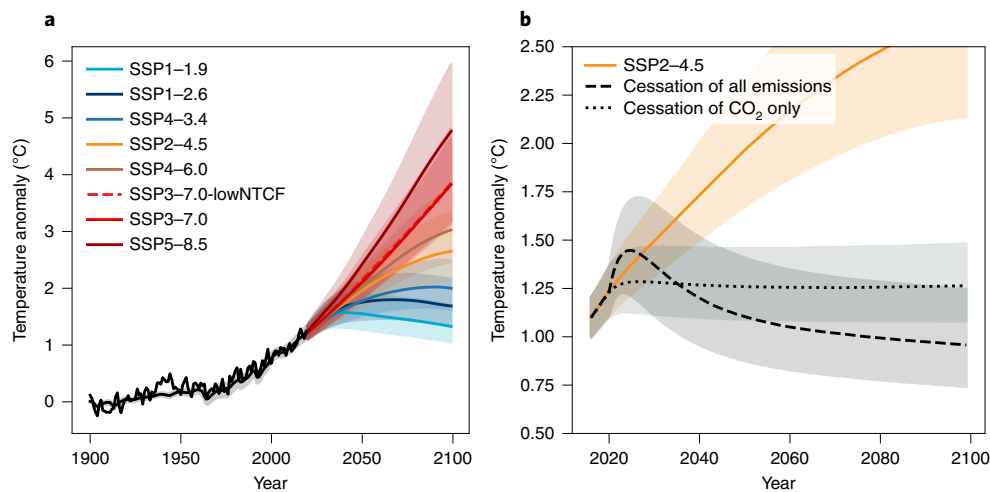 a
Temperature anomaly (°C)
6
5
4
3
2
1
0
SSP1–1.9
SSP1–2.6
SSP4–3.4
SSP2–4.5
SSP4–6.0
SSP3–7.0-lowNTCF
SSP3–7.0
SSP5–8.5
1900
1950
2000
2050
2100
Year
b
Temperature anomaly (°C)
2.50
2.25
2.00
1.75
1.50
1.25
1.00
0.75
0.50
SSP2–4.5
Cessation of all emissions
Cessation of CO₂ only
2020
2040
2060
2080
2100
Year